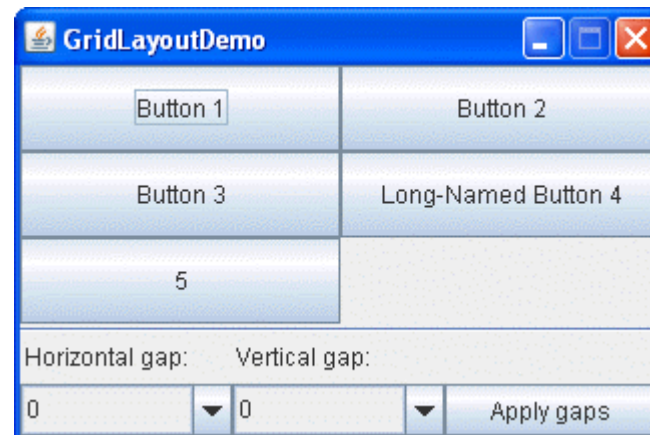 GridLayoutDemo
Button 1 Button 2
Button 3 Long-Named Button 4
5
Horizontal gap: Vertical gap:
0 0 Apply gaps